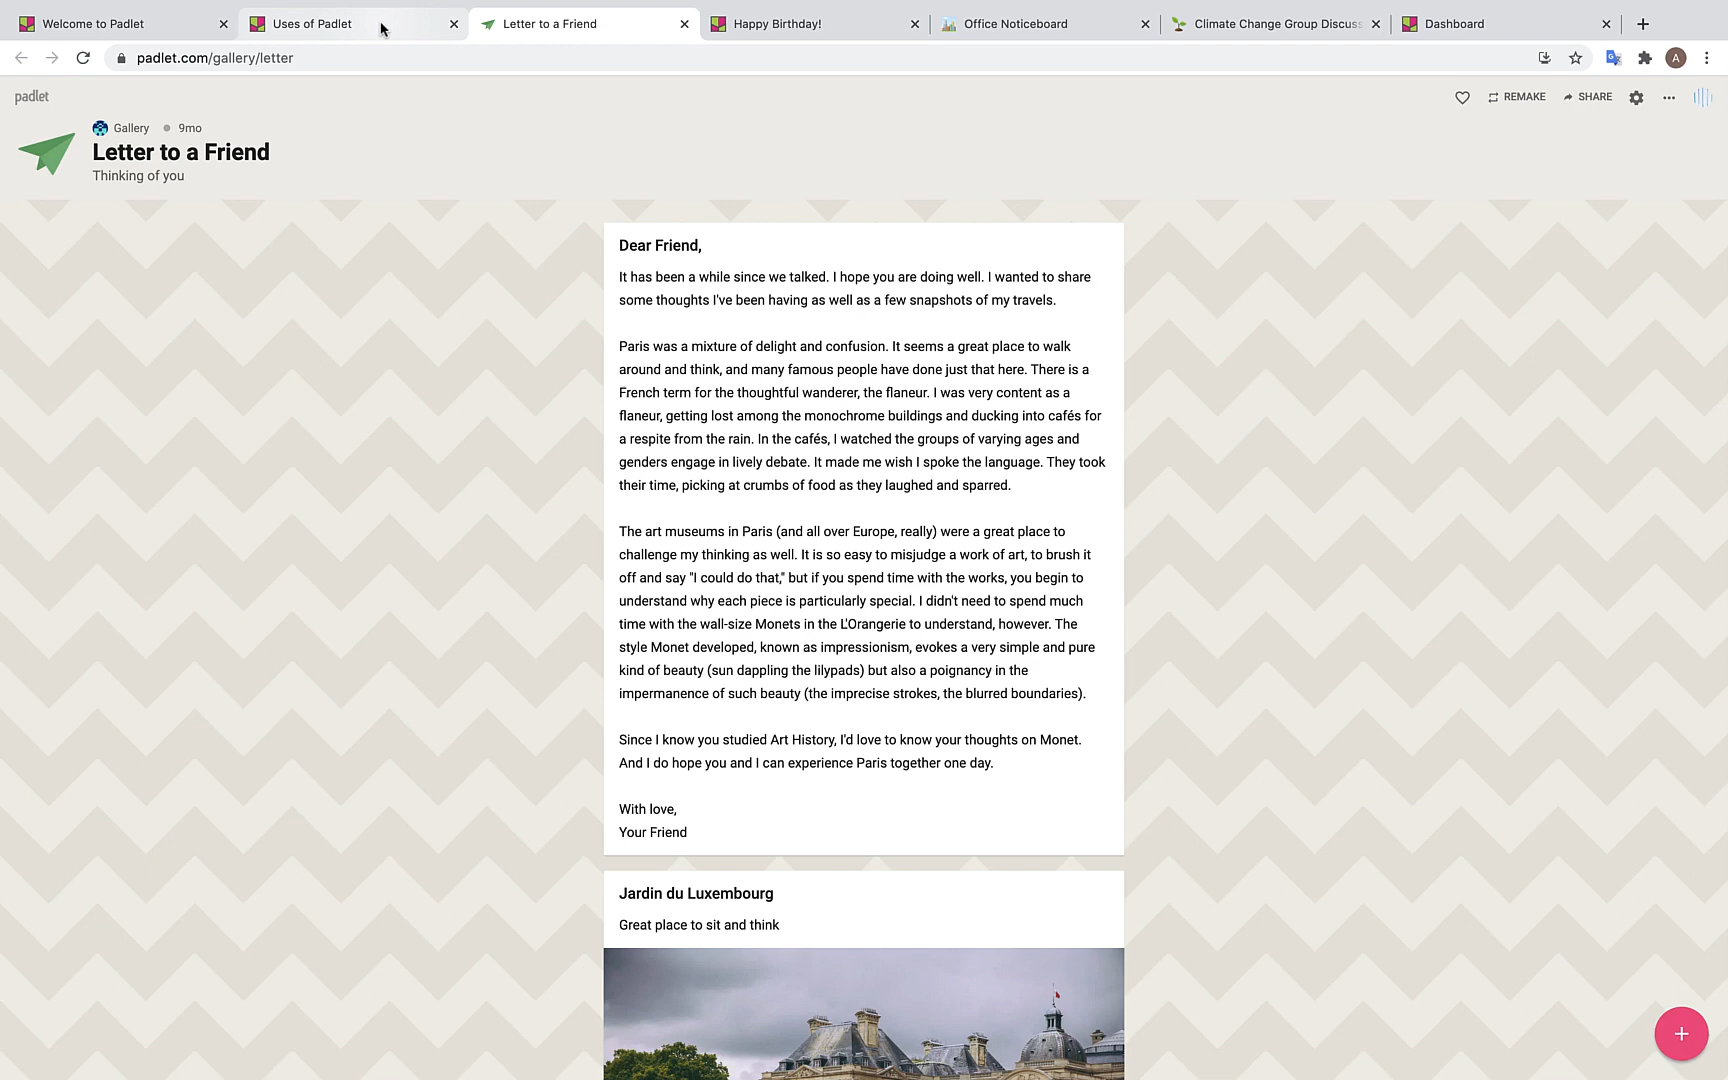 Welcome to Padlet
Uses of Padlet
Letter to a Friend
Happy Birthday!
Office Noticeboard
Climate Change Group Discuss
Dashboard
padlet.com/gallery/letter
A
padlet
REMAKE
SHARE
Gallery 9mo
Letter to a Friend
Thinking of you
Dear Friend,
It has been a while since we talked. I hope you are doing well. I wanted to share
some thoughts I've been having as well as a few snapshots of my travels.
Paris was a mixture of delight and confusion. It seems a great place to walk
around and think, and many famous people have done just that here. There is a
French term for the thoughtful wanderer, the flaneur. I was very content as a
flaneur, getting lost among the monochrome buildings and ducking into cafés for
a respite from the rain. In the cafés, I watched the groups of varying ages and
genders engage in lively debate. It made me wish I spoke the language. They took
their time, picking at crumbs of food as they laughed and sparred.
The art museums in Paris (and all over Europe, really) were a great place to
challenge my thinking as well. It is so easy to misjudge a work of art, to brush it
off and say "I could do that," but if you spend time with the works, you begin to
understand why each piece is particularly special. I didn't need to spend much
time with the wall-size Monets in the L'Orangerie to understand, however. The
style Monet developed, known as impressionism, evokes a very simple and pure
kind of beauty (sun dappling the lilypads) but also a poignancy in the
impermanence of such beauty (the imprecise strokes, the blurred boundaries).
Since I know you studied Art History, I'd love to know your thoughts on Monet.
And I do hope you and I can experience Paris together one day.
With love,
Your Friend
Jardin du Luxembourg
Great place to sit and think